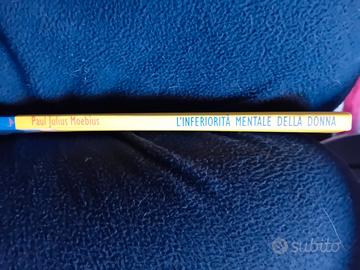 Paul Julius Moebius L'INFERIORITÀ MENTALE DELLA DONNA
subito